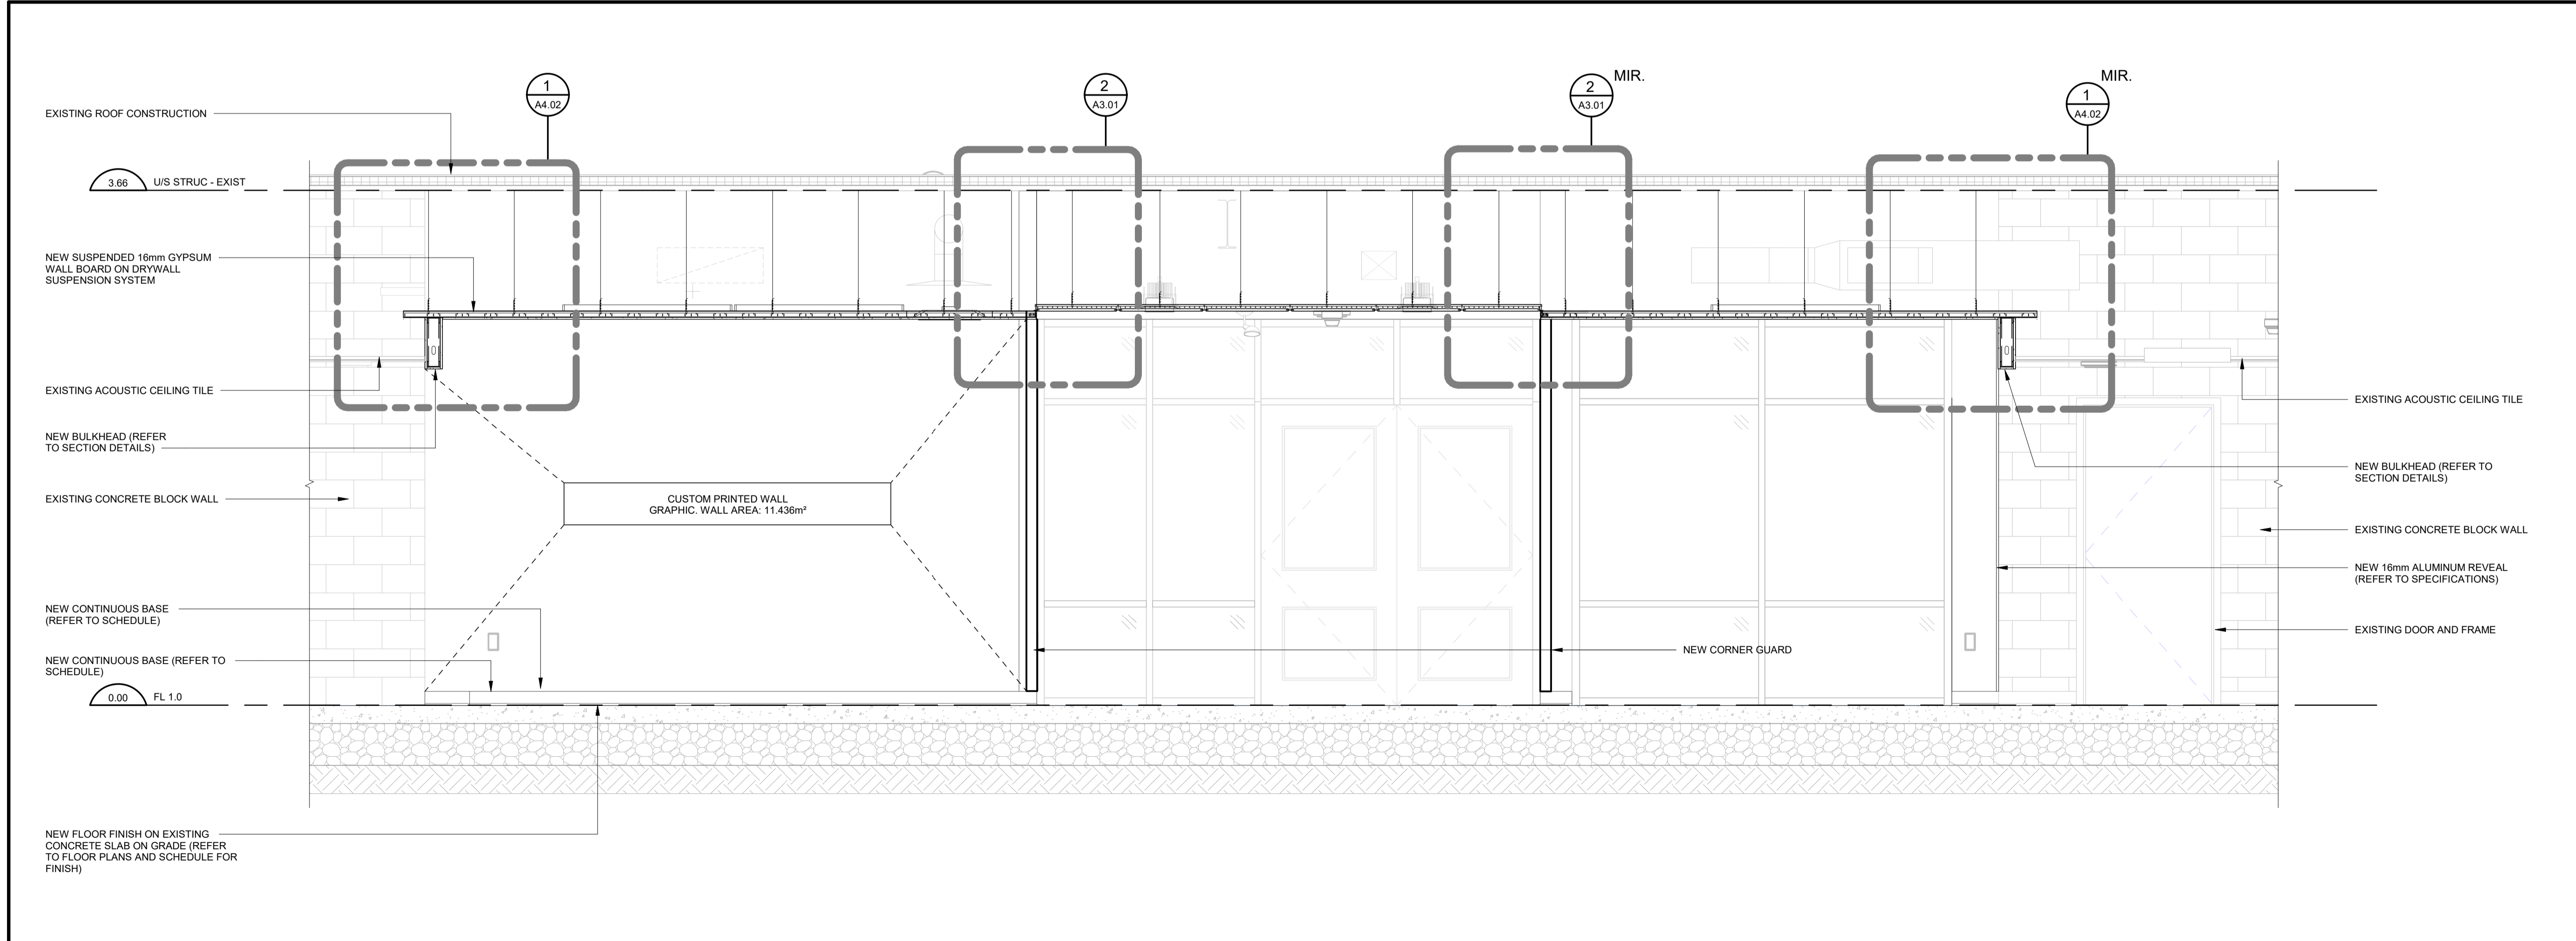 1
A4.02
2
A3.01
2
A3.01
MIR.
1
A4.02
MIR.
EXISTING ROOF CONSTRUCTION
3.66
U/S STRUC - EXIST
NEW SUSPENDED 16mm GYPSUM
WALL BOARD ON DRYWALL
SUSPENSION SYSTEM
EXISTING ACOUSTIC CEILING TILE
NEW BULKHEAD (REFER
TO SECTION DETAILS)
EXISTING CONCRETE BLOCK WALL
CUSTOM PRINTED WALL
GRAPHIC. WALL AREA: 11.436m²
NEW CONTINUOUS BASE
(REFER TO SCHEDULE)
NEW CONTINUOUS BASE (REFER TO
SCHEDULE)
0.00
FL 1.0
NEW FLOOR FINISH ON EXISTING
CONCRETE SLAB ON GRADE (REFER
TO FLOOR PLANS AND SCHEDULE FOR
FINISH)
NEW CORNER GUARD
EXISTING ACOUSTIC CEILING TILE
NEW BULKHEAD (REFER TO
SECTION DETAILS)
EXISTING CONCRETE BLOCK WALL
NEW 16mm ALUMINUM REVEAL
(REFER TO SPECIFICATIONS)
EXISTING DOOR AND FRAME